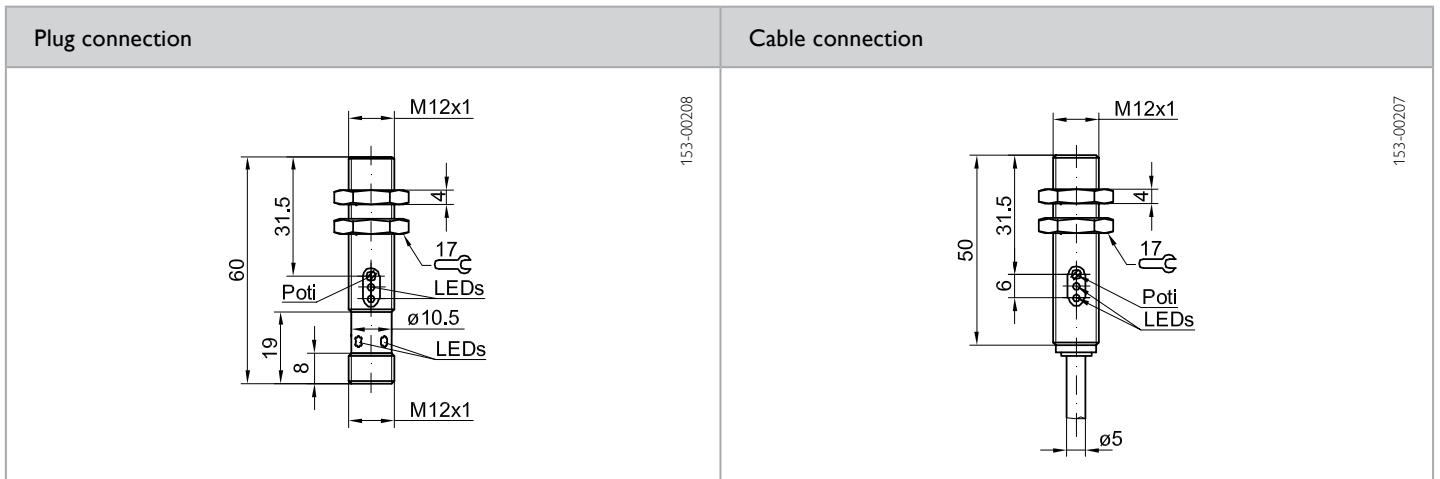 Plug connection
Cable connection
M12x1
153-00208
4
31.5
60
17
Poti
LEDs
ø10.5
19
LEDs
8
M12x1
M12x1
153-00207
4
31.5
50
17
6
Poti
LEDs
ø5